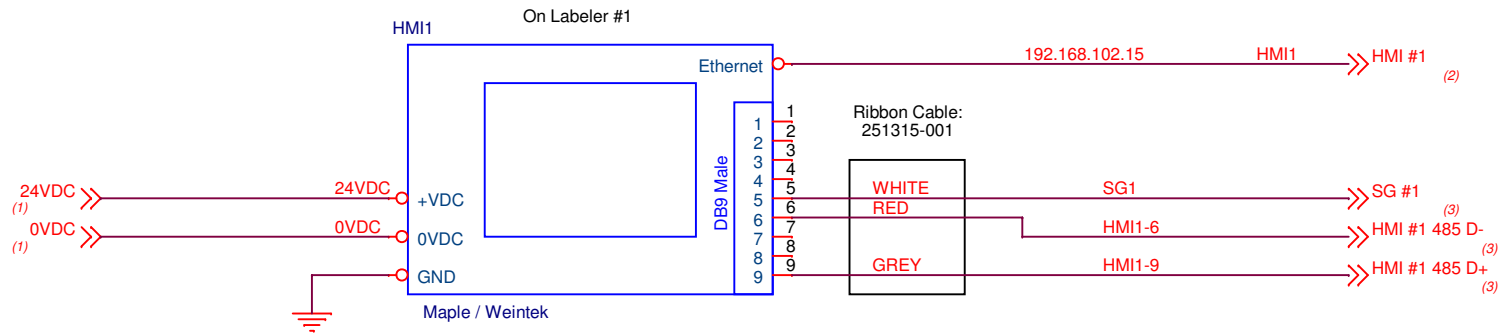 On Labeler #1
HMI1
Ethernet
192.168.102.15
HMI1
HMI #1
(2)
Ribbon Cable:
251315-001
DB9 Male
1
1
2
2
3
3
4
4
5
5
6
6
7
7
8
8
9
9
24VDC
(1)
24VDC
+VDC
0VDC
(1)
0VDC
0VDC
GND
WHITE
SG1
SG #1
(3)
RED
HMI1-6
HMI #1 485 D-
(3)
GREY
HMI1-9
HMI #1 485 D+
(3)
Maple / Weintek